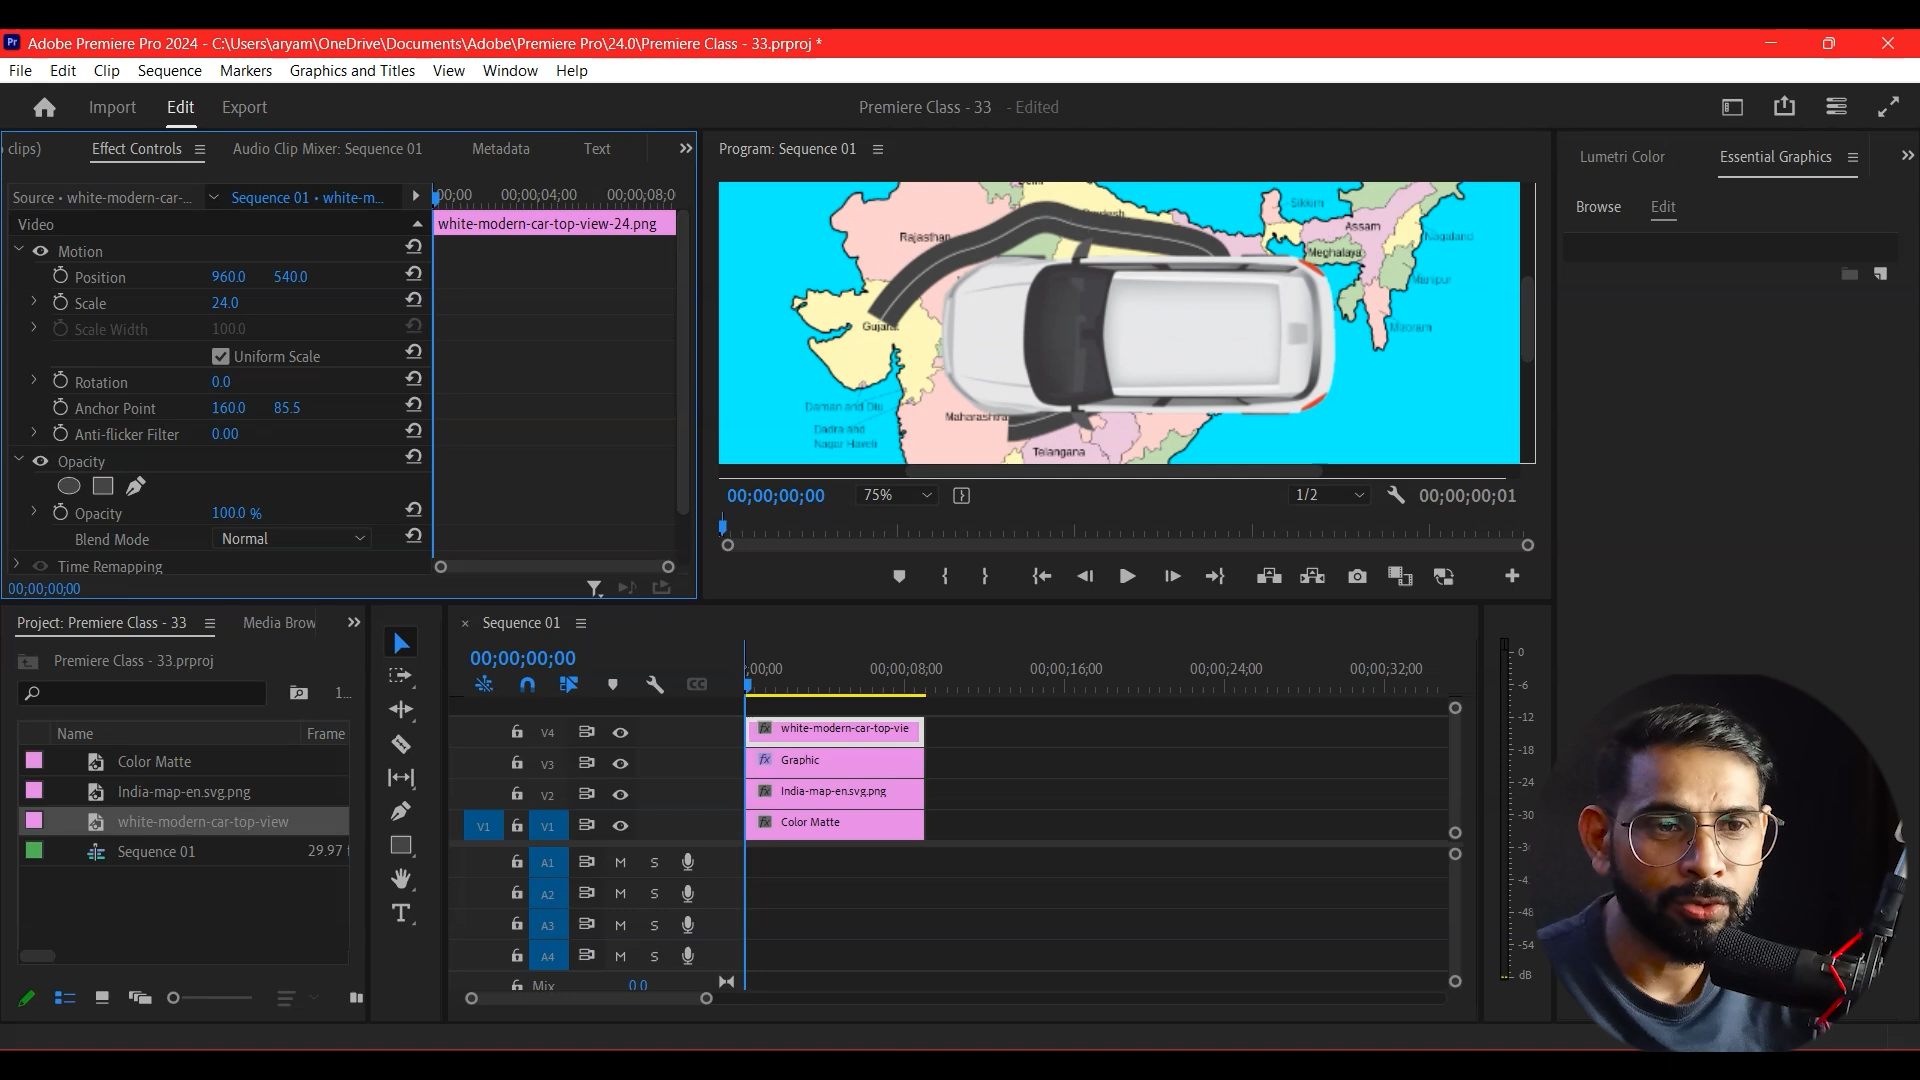 Adobe Premiere Pro 2024 - C:\Users\aryam\OneDrive\Documents\Adobe\Premiere Pro\24.0\Premiere Class - 33.prproj *
File Edit Clip Sequence Markers Graphics and Titles View Window Help
Import Edit Export
Premiere Class - 33 - Edited
clips) Effect Controls Audio Clip Mixer: Sequence 01 Metadata Text
Program: Sequence 01
Lumetri Color Essential Graphics
Source • white-modern-car-... Sequence 01 • white-m...
00;00 00;00;04;00 00;00;08;0
Video
white-modern-car-top-view-24.png
Browse Edit
Motion
Position 960.0 540.0
Scale 24.0
Scale Width 100.0
Uniform Scale
Rotation 0.0
Anchor Point 160.0 85.5
Anti-flicker Filter 0.00
Opacity
Opacity 100.0 %
Blend Mode Normal
Time Remapping
00;00;00;00
Sikkim
Rajasthan
Assam
Nagaland
Meghalaya
Manipur
Gujarat
Mizoram
Daman and Diu
Maharashtra
Dadra and
Nagar Haveli
Telangana
00;00;00;00 75% 1/2 00;00;00;01
Project: Premiere Class - 33 Media Brow
Premiere Class - 33.prproj
1...
Name Frame
Color Matte
India-map-en.svg.png
white-modern-car-top-view
Sequence 01 29.97
Sequence 01
00;00;00;00
;00;00 00;00;08;00 00;00;16;00 00;00;24;00 00;00;32;00
V4 white-modern-car-top-vie
V3 Graphic
V2 India-map-en.svg.png
V1 V1 Color Matte
A1 M S
A2 M S
A3 M S
A4 M S
Mix 0.0
0
-6
-12
-18
-24
-30
-3
-4
-48
-54
dB